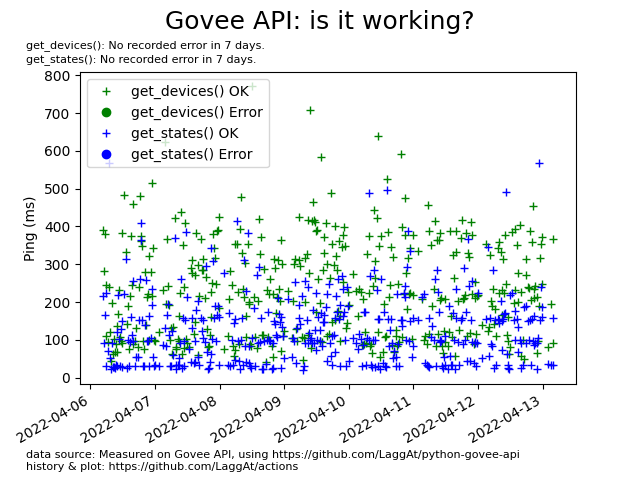 Govee API: is it working?
get_devices(): No recorded error in 7 days.
get_states(): No recorded error in 7 days.
get_devices() OK
get_devices() Error
get_states() OK
get_states() Error
Ping (ms)
800
700
600
500
400
300
200
100
0
2022-04-06
2022-04-07
2022-04-08
2022-04-09
2022-04-10
2022-04-11
2022-04-12
2022-04-13
data source: Measured on Govee API, using https://github.com/LaggAt/python-govee-api
history & plot: https://github.com/LaggAt/actions